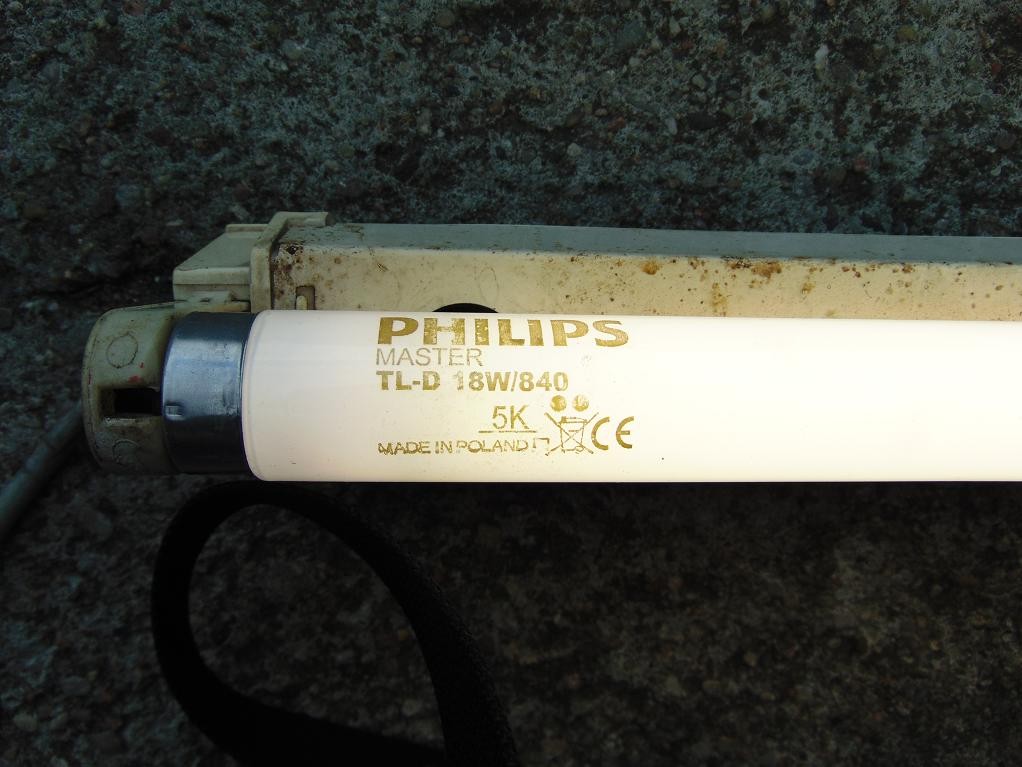 PHILIPS
MASTER
TL-D 18W/840
5K
MADE IN POLAND
CE